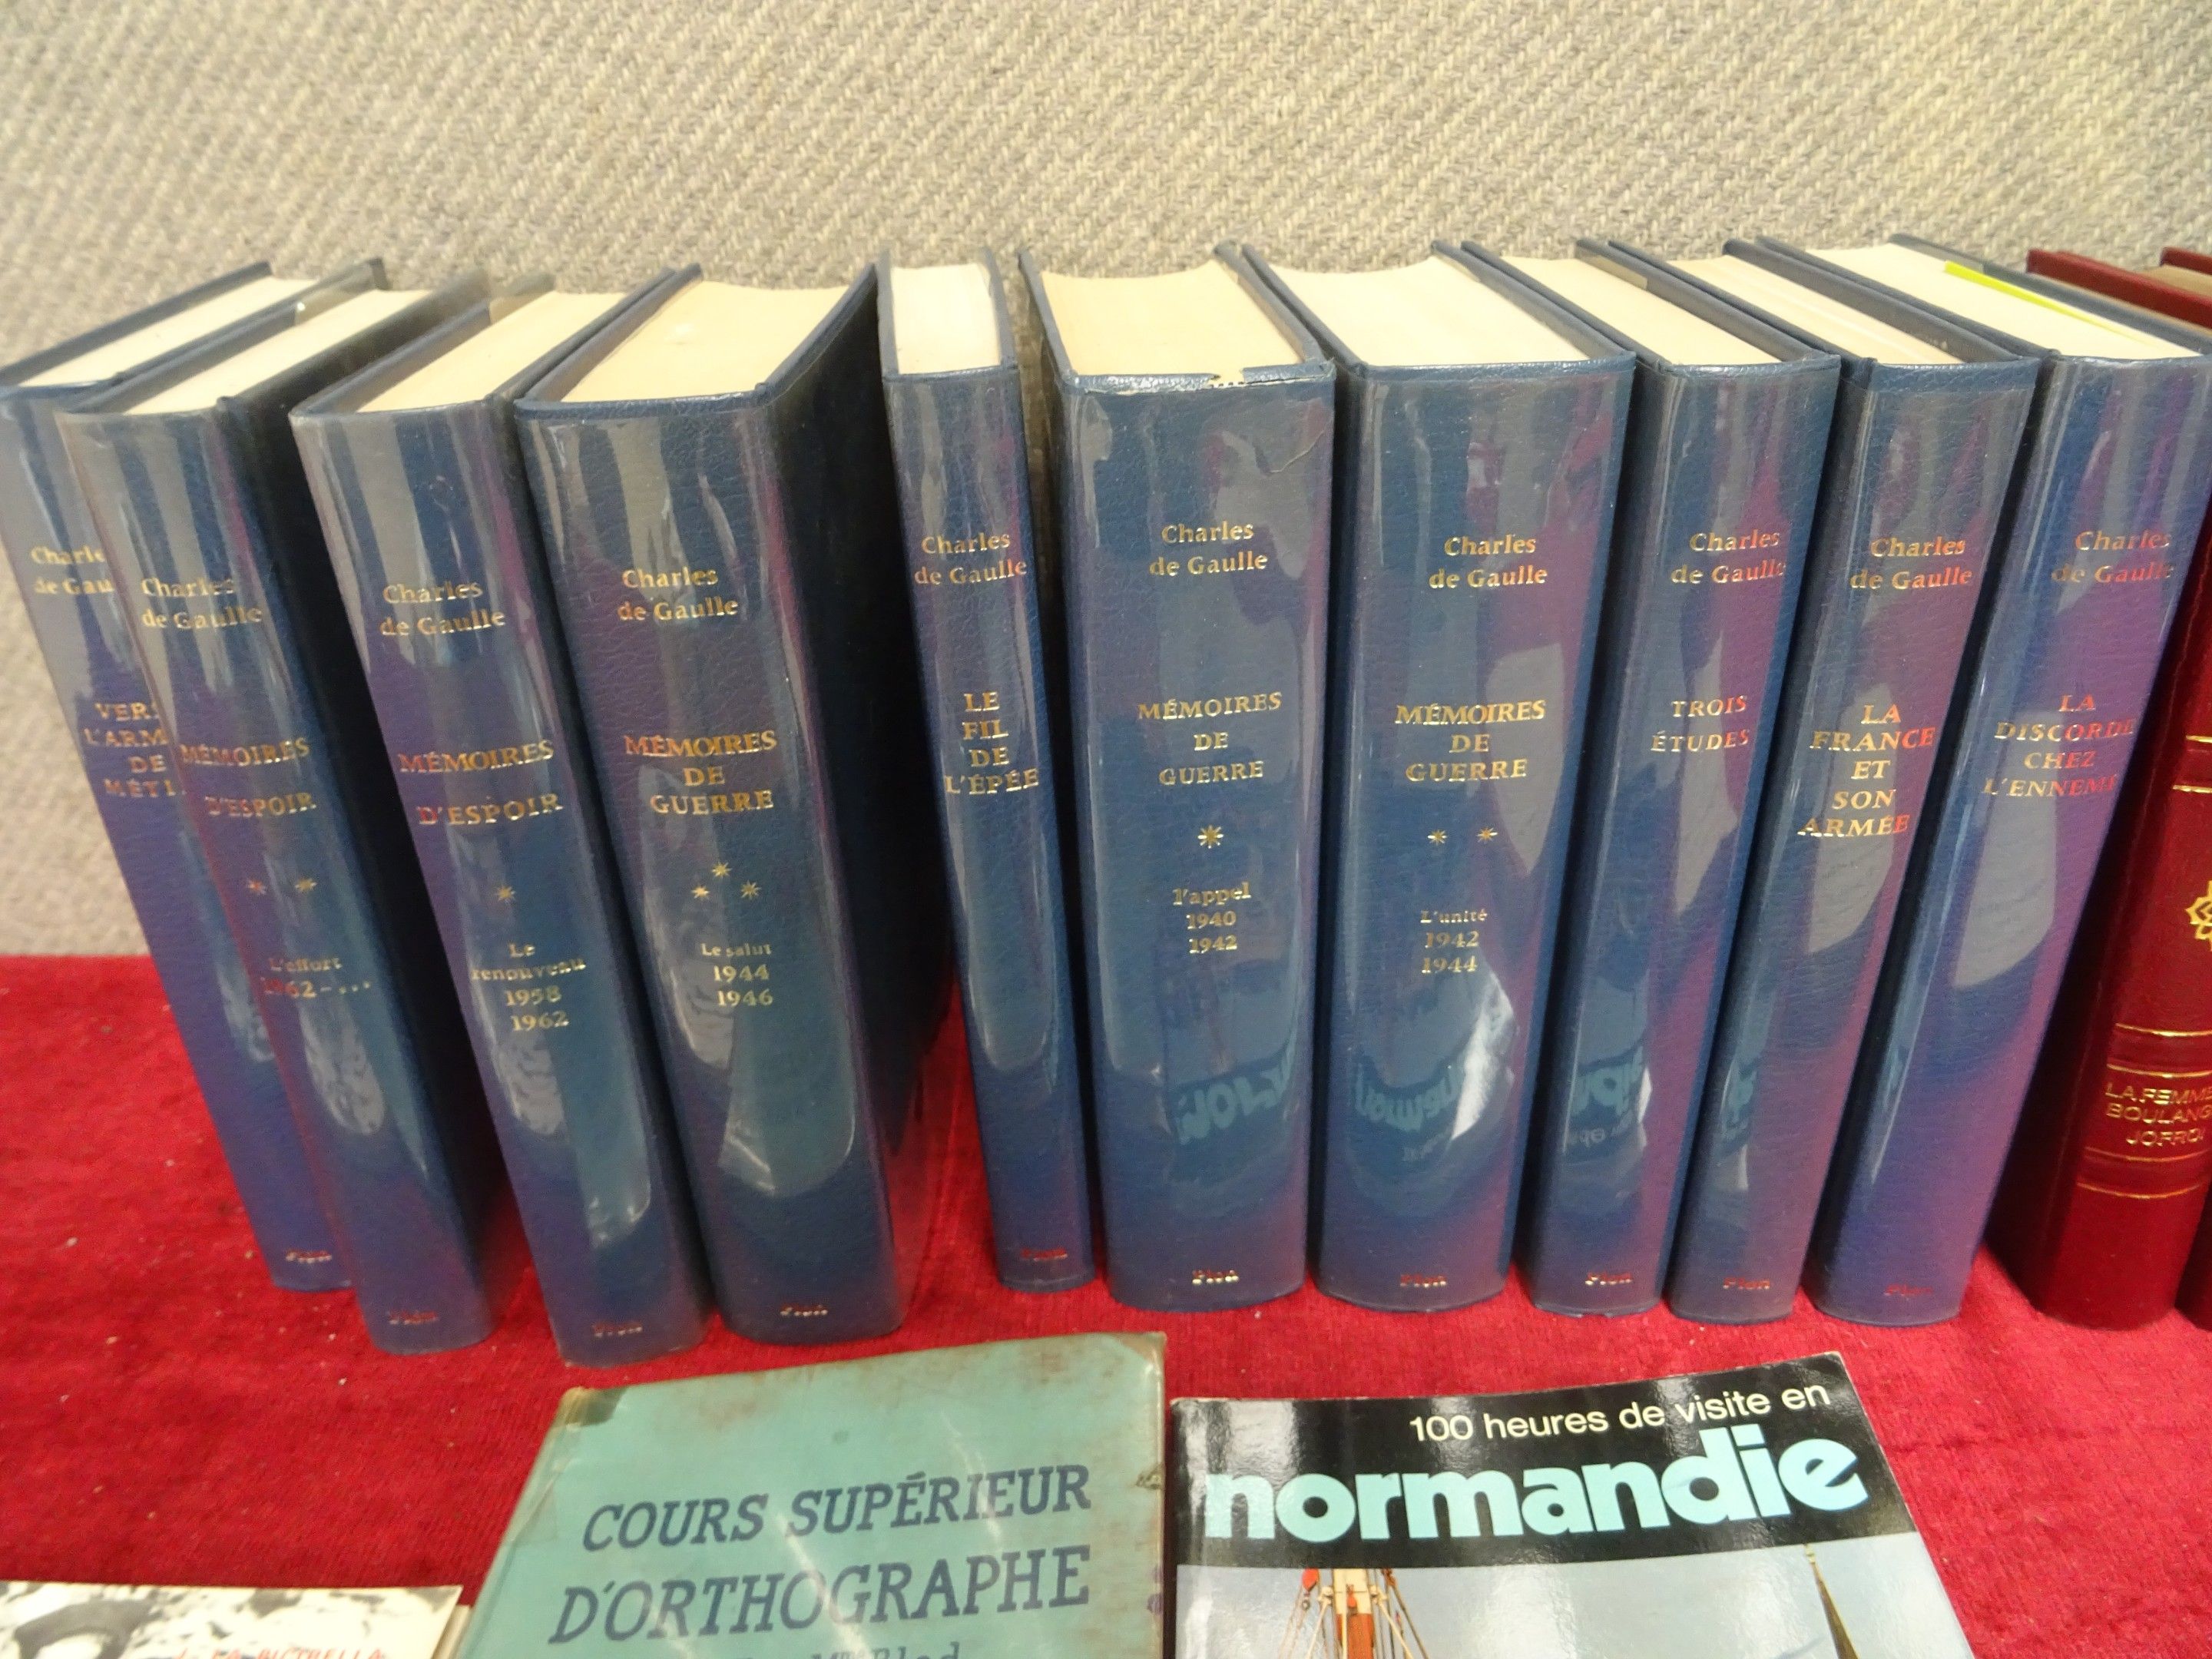 Charles
de Gaulle
MÉMOIRES
D'ESPOIR
L'effort
1962-...
Plon
Charles
de Gaulle
MÉMOIRES
D'ESPOIR
Le
renouveau
1958
1962
Plon
Charles
de Gaulle
MÉMOIRES
DE
GUERRE
Le salut
1944
1946
Plon
Charles
de Gaulle
LE
FIL
DE
L'ÉPÉE
Plon
Charles
de Gaulle
MÉMOIRES
DE
GUERRE
l'appel
1940
1942
Plon
Charles
de Gaulle
MÉMOIRES
DE
GUERRE
L'unité
1942
1944
Plon
Charles
de Gaulle
TROIS
ÉTUDES
Plon
Charles
de Gaulle
LA
FRANCE
ET
SON
ARMÉE
Plon
Charles
de Gaulle
LA
DISCORDE
CHEZ
L'ENNEMI
Plon
COURS SUPÉRIEUR
D'ORTHOGRAPHE
100 heures de visite en
normandie